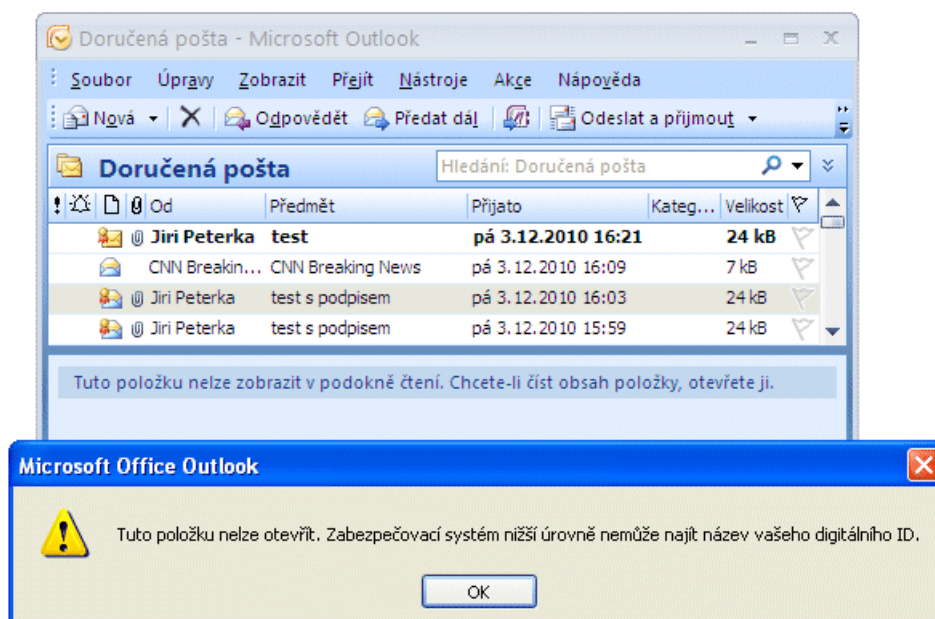 Doručená pošta - Microsoft Outlook
Soubor Úpravy Zobrazit Přejít Nástroje Akce Nápověda
Nová Odpovědět Předat dál Odeslat a přijmout
Doručená pošta Hledání: Doručená pošta
Od Předmět Přijato Kateg... Velikost
Jiri Peterka test pá 3.12.2010 16:21 24 kB
CNN Breakin... CNN Breaking News pá 3.12.2010 16:09 7 kB
Jiri Peterka test s podpisem pá 3.12.2010 16:03 24 kB
Jiri Peterka test s podpisem pá 3.12.2010 15:59 24 kB
Tuto položku nelze zobrazit v podokně čtení. Chcete-li číst obsah položky, otevřete ji.
Microsoft Office Outlook
Tuto položku nelze otevřít. Zabezpečovací systém nižší úrovně nemůže najít název vašeho digitálního ID.
OK